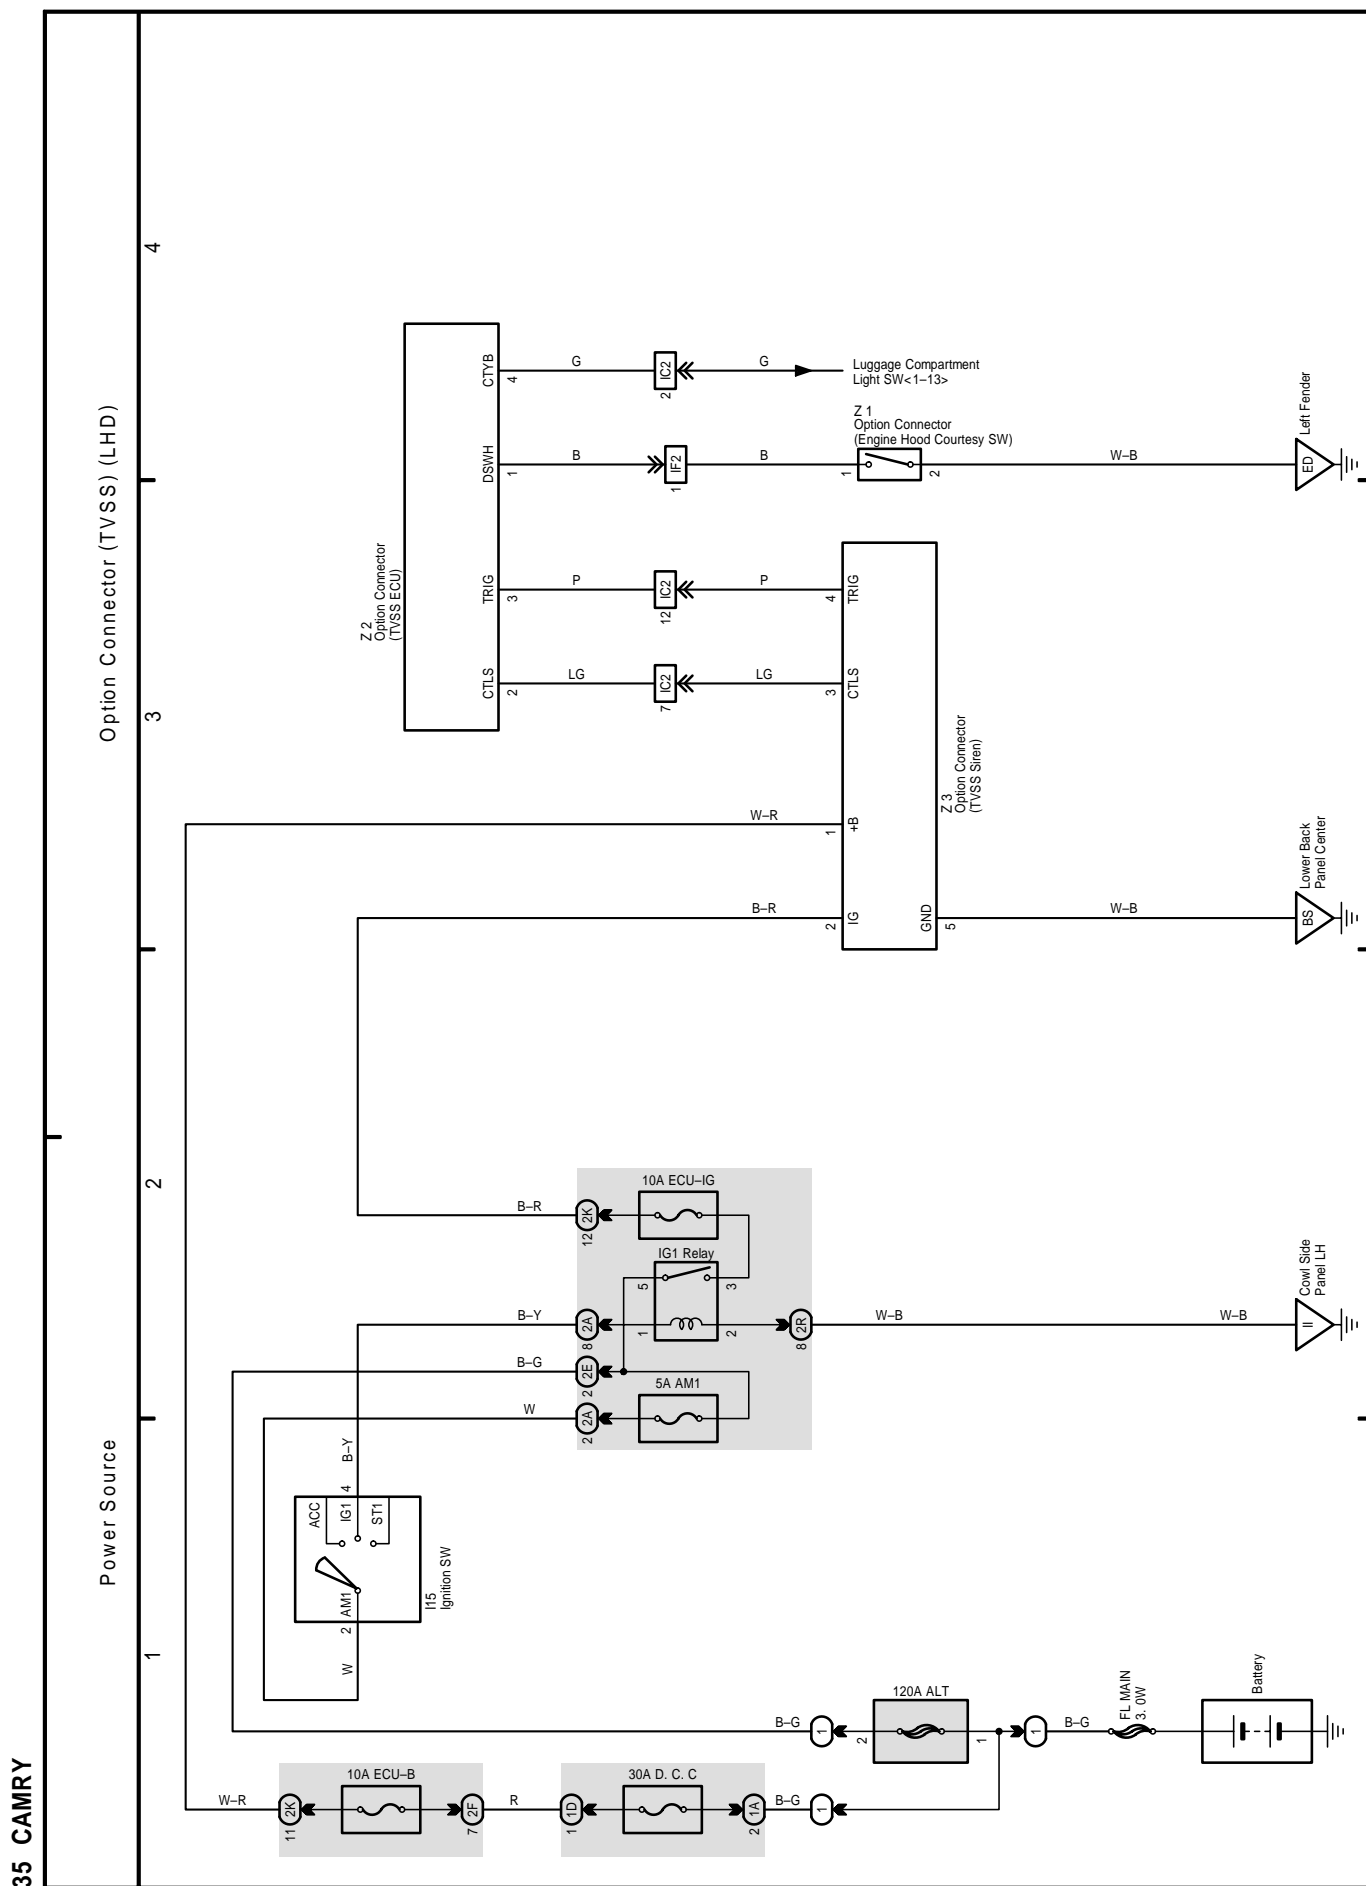 35 CAMRY
Power Source
Option Connector (TVSS) (LHD)
1
2
3
4
W–R
11
2K
10A ECU–B
7
2F
R
1
1D
30A D. C. C
2
1A
B–G
1
B–G
1
2
120A ALT
1
1
B–G
FL MAIN
3. 0W
Battery
W
2
AM1
ACC
IG1
ST1
4
I15
Ignition SW
B–Y
W
2
2A
5A AM1
B–G
2
2E
B–Y
8
2A
1
2
IG1 Relay
5
3
8
2R
W–B
W–B
II
Cowl Side
Panel LH
B–R
12
2K
10A ECU–IG
B–R
2
IG
W–R
1
+B
GND
5
W–B
BS
Lower Back
Panel Center
Z 3
Option Connector
(TVSS Siren)
Z 2
Option Connector
(TVSS ECU)
CTLS
2
LG
7
IC2
LG
3
CTLS
TRIG
3
P
12
IC2
P
4
TRIG
DSWH
1
B
1
IF2
B
1
2
Z 1
Option Connector
(Engine Hood Courtesy SW)
W–B
ED
Left Fender
CTYB
4
G
2
IC2
G
Luggage Compartment
Light SW<1–13>